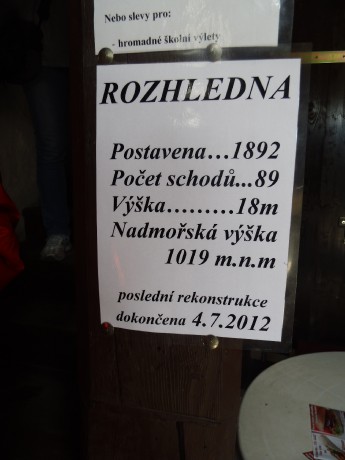 Nebo slevy pro:
- hromadné školní výlety
ROZHLEDNA
Postavena...1892
Počet schodů...89
Výška.........18m
Nadmořská výška
1019 m.n.m
poslední rekonstrukce
dokončena 4.7.2012